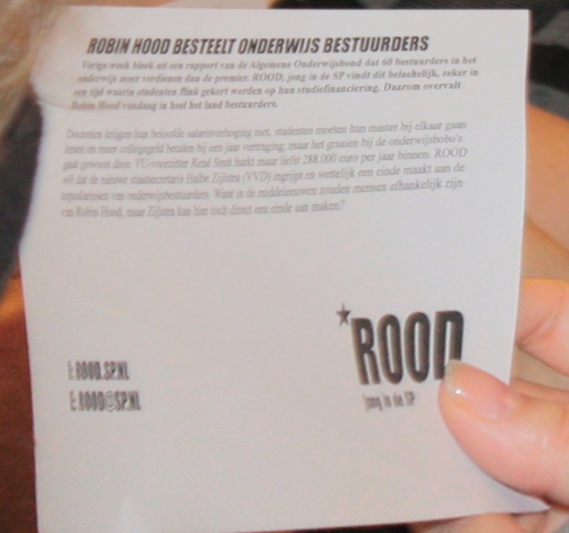 ROBIN HOOD BESTEELT ONDERWIJS BESTUURDERS
Vorige week bleek uit een rapport van de Algemene Onderwijsbond dat 60 bestuurders in het
onderwijs meer verdienen dan de premier. ROOD, jong in de SP vindt dit belachelijk, zeker in
een tijd waarin studenten flink gekort worden op hun studiefinanciering. Daarom overvalt
Robin Hood vandaag in heel het land bestuurders.
Docenten krijgen hun beloofde salarisverhoging niet, studenten moeten hun master bij elkaar gaan
lenen en meer collegegeld betalen bij een jaar vertraging, maar het graaien bij de onderwijsbobo's
gaat gewoon door. VU-voorzitter René Smit harkt maar liefst 288.000 euro per jaar binnen. ROOD
wil dat de nieuwe staatssecretaris Halbe Zijlstra (VVD) ingrijpt en wettelijk een einde maakt aan de
topsalarissen van onderwijsbestuurders. Want in de middeleeuwen zouden mensen afhankelijk zijn
van Robin Hood, maar Zijlstra kan hier toch direct een einde aan maken?
ROOD
Jong in de SP
I: ROOD.SP.NL
E: ROOD@SP.NL